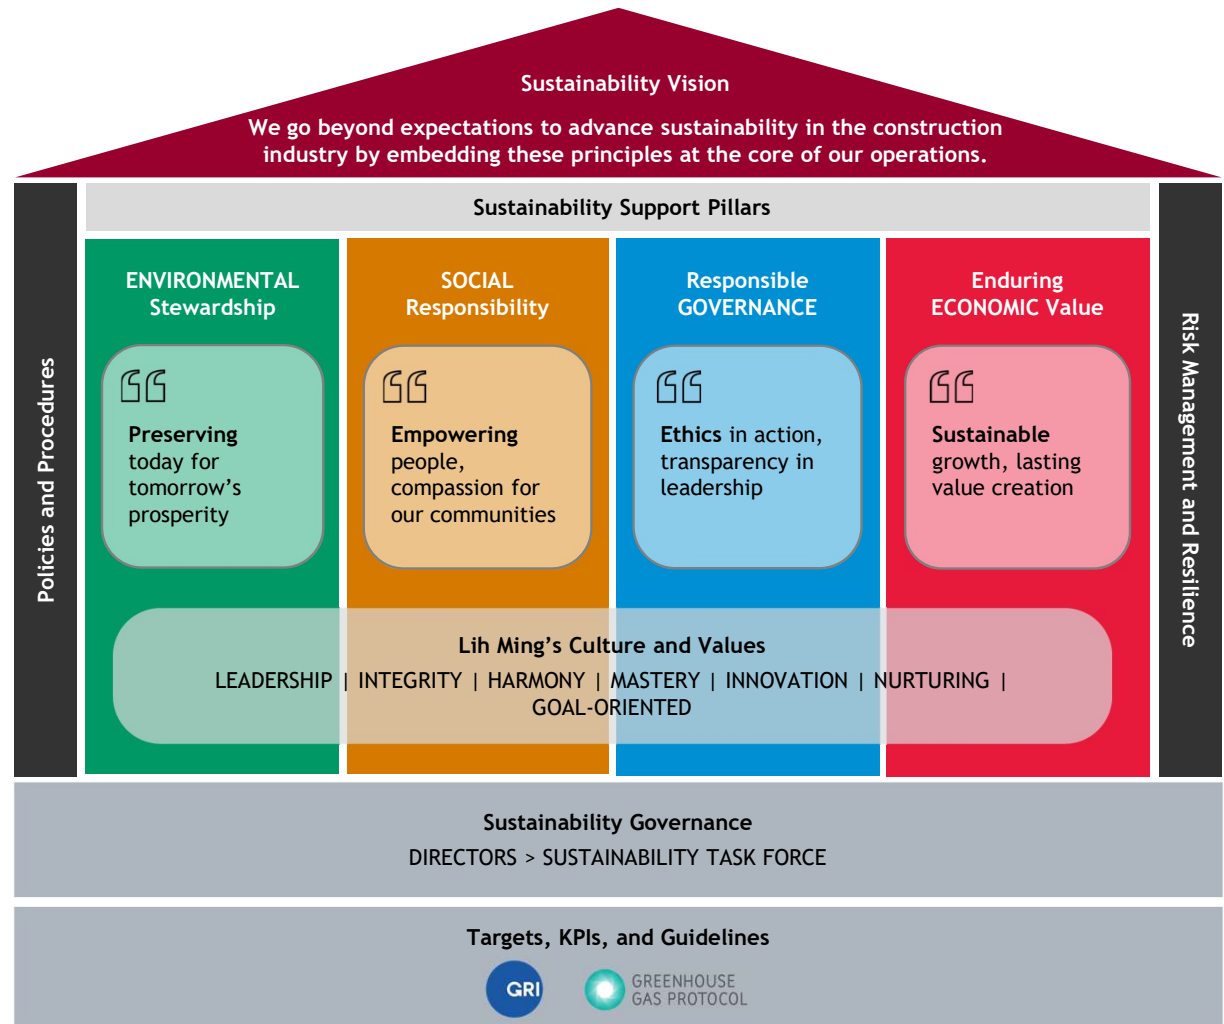 Sustainability Vision
We go beyond expectations to advance sustainability in the construction
industry by embedding these principles at the core of our operations.
Policies and Procedures
Sustainability Support Pillars
ENVIRONMENTAL
Stewardship
Preserving
today for
tomorrow’s
prosperity
SOCIAL
Responsibility
Empowering
people,
compassion for
our communities
Responsible
GOVERNANCE
Ethics in action,
transparency in
leadership
Enduring
ECONOMIC Value
Sustainable
growth, lasting
value creation
Risk Management and Resilience
Lih Ming’s Culture and Values
LEADERSHIP | INTEGRITY | HARMONY | MASTERY | INNOVATION | NURTURING |
GOAL-ORIENTED
Sustainability Governance
DIRECTORS > SUSTAINABILITY TASK FORCE
Targets, KPIs, and Guidelines
GRI
GREENHOUSE
GAS PROTOCOL